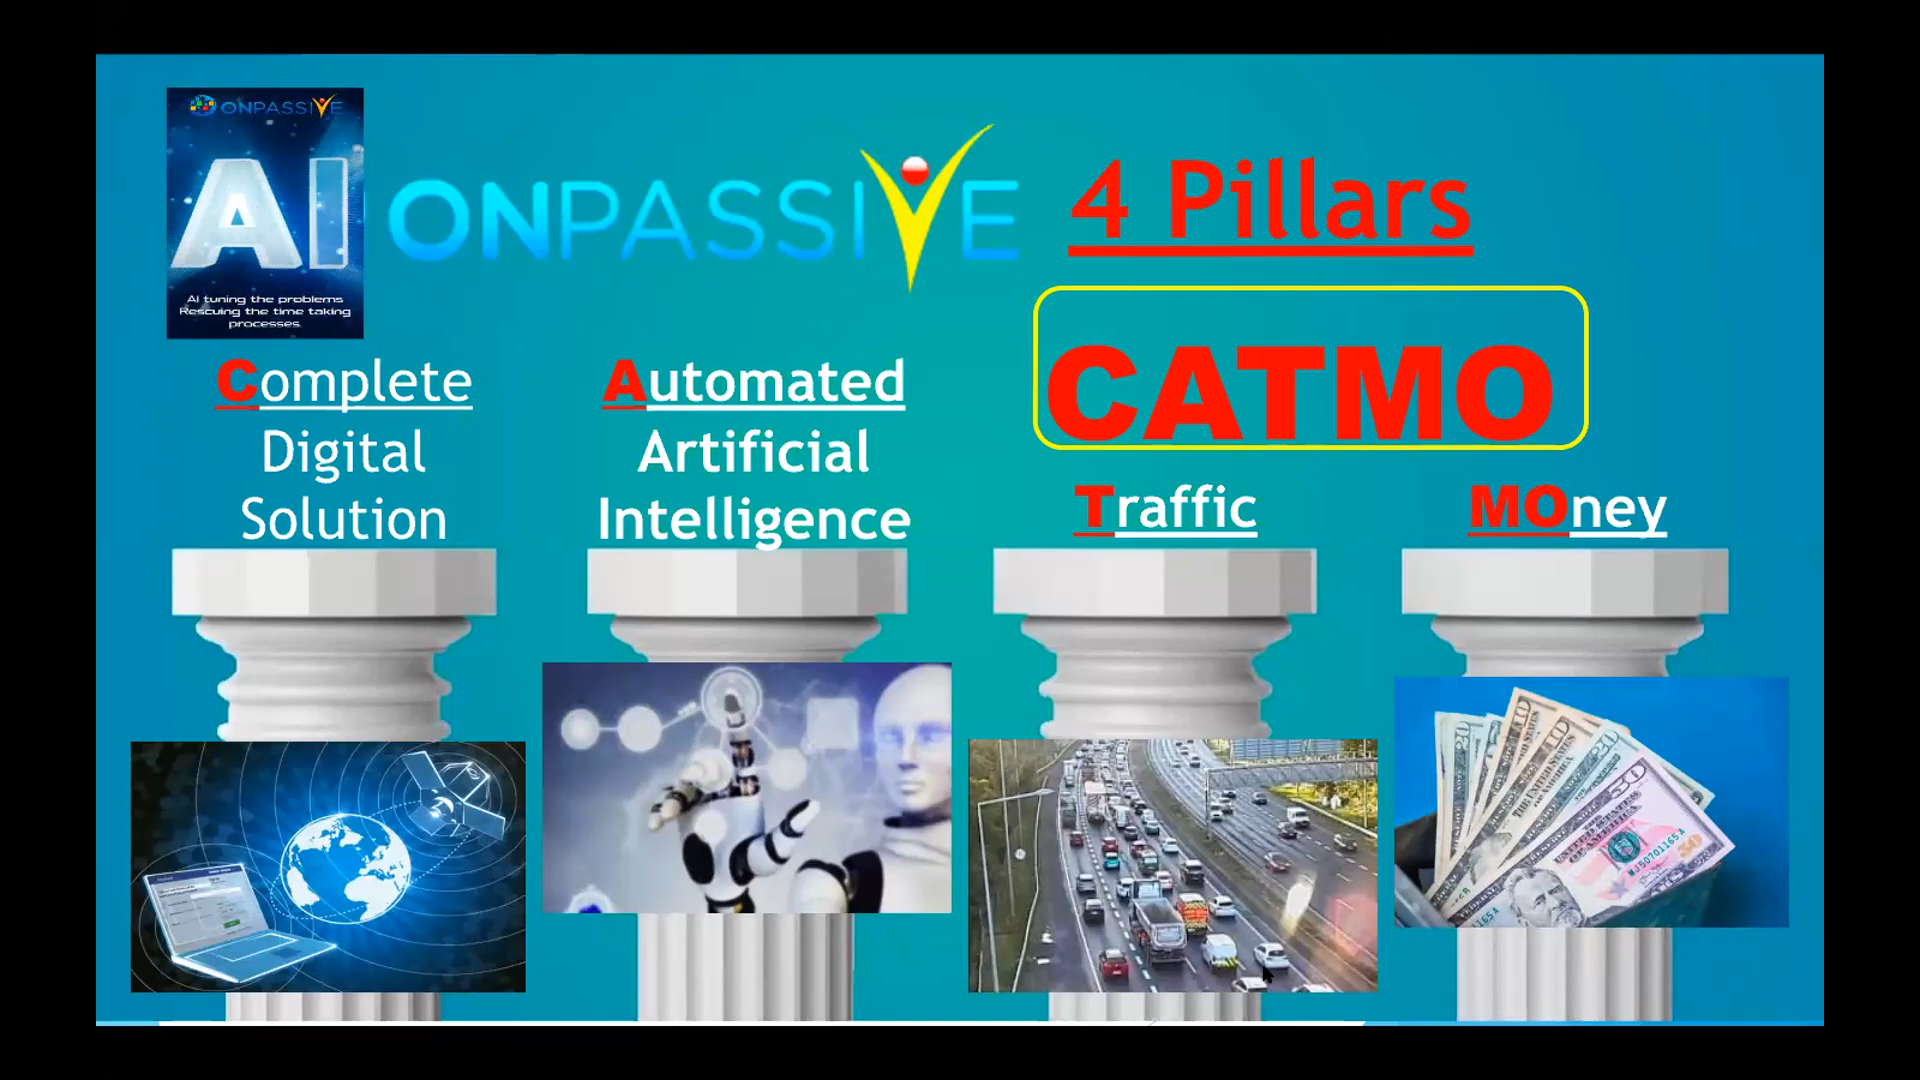 ONPASSIVE
AI
AI tuning the problems
Rescuing the time taking
processes.
ONPASSIVE
4 Pillars
CATMO
Complete
Digital
Solution
Automated
Artificial
Intelligence
Traffic
MOney
MJ50701165A